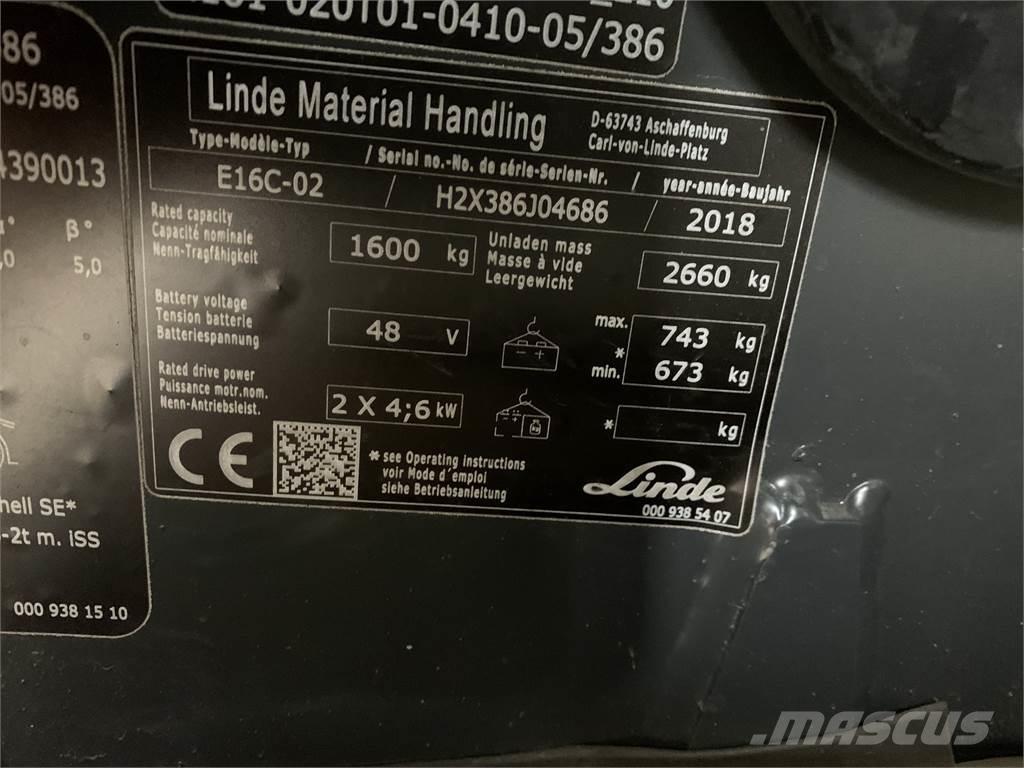 020T01-0410-05/386
86
05/386
4390013
β°
,0 5,0
hell SE*
-2t m. iSS
000 938 15 10
Linde Material Handling
D-63743 Aschaffenburg
Carl-von-Linde-Platz
Type-Modèle-Typ / Serial no.-No. de série-Serien-Nr. / year-année-Baujahr
E16C-02 / H2X386J04686 / 2018
Rated capacity
Capacité nominale
Nenn-Tragfähigkeit
1600 kg
Unladen mass
Masse à vide
Leergewicht
2660 kg
Battery voltage
Tension batterie
Batteriespannung
48 V
max. 743 kg
*
min. 673 kg
Rated drive power
Puissance motr.nom.
Nenn-Antriebsleist.
2 X 4;6 kW
* kg
CE
* see Operating instructions
voir Mode d´emploi
siehe Betriebsanleitung
Linde
000 938 54 07
MASCUS